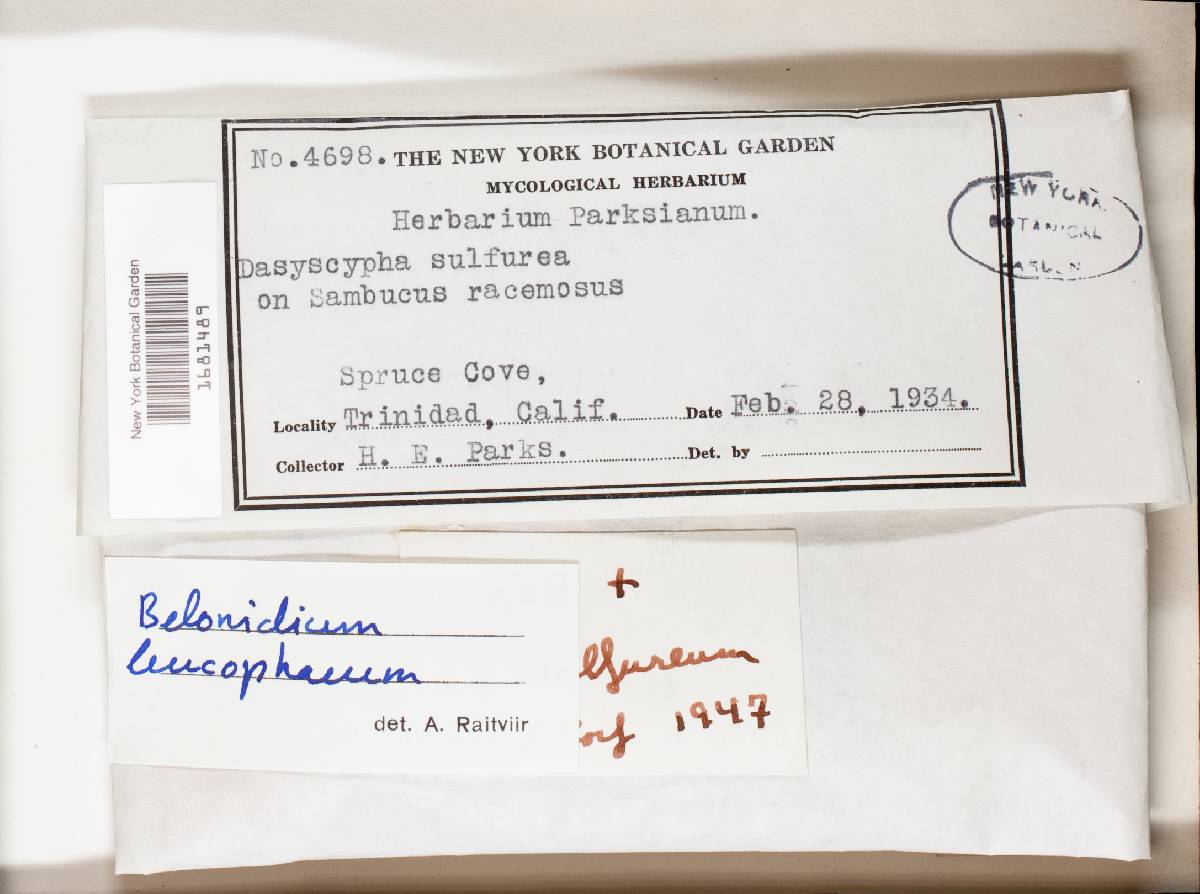 No.4698. THE NEW YORK BOTANICAL GARDEN
MYCOLOGICAL HERBARIUM
Herbarium Parksianum.
Dasyscypha sulfurea
on Sambucus racemosus
Spruce Cove,
Locality Trinidad, Calif. Date Feb. 28, 1934.
Collector H. E. Parks. Det. by
New York Botanical Garden
1681489
NEW YORK
BOTANICAL
GARDEN
Belonidium
leucophaeum
det. A. Raitviir
+
lfureum
orf 1947